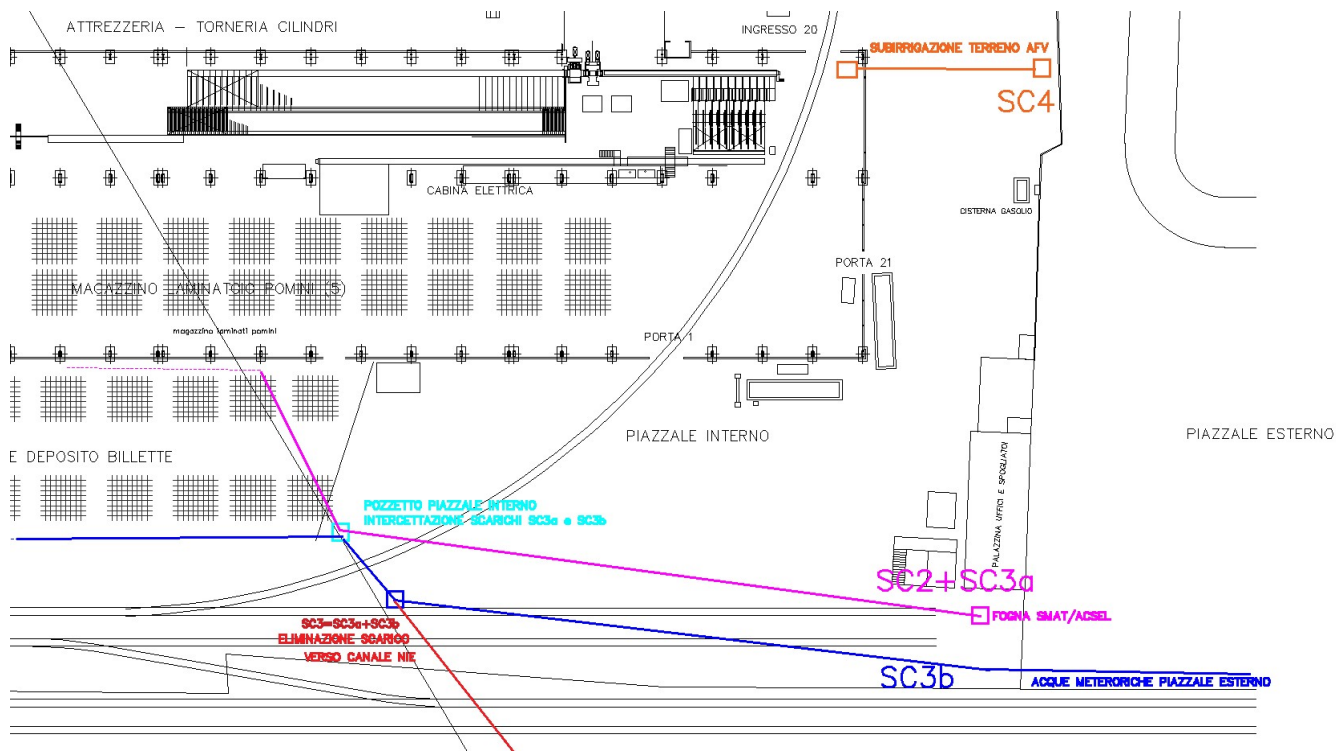 ATTREZZERIA – TORNERIA CILINDRI
INGRESSO 20
SUBIRRIGAZIONE TERRENO AFV
SC4
CABINA ELETTRICA
CISTERNA GASOLIO
PORTA 21
MAGAZZINO LAMINATOIO POMINI (5)
magazzino laminati pomini
PORTA 1
PIAZZALE INTERNO
PIAZZALE ESTERNO
E DEPOSITO BILLETTE
PALAZZINA UFFICI E SPOGLIATOI
POZZETTO PIAZZALE INTERNO
INTERCETTAZIONE SCARICHI SC3a e SC3b
SC2+SC3a
FOGNA SMAT/ACSEL
SC3=SC3a+SC3b
ELIMINAZIONE SCARICO
VERSO CANALE NIE
SC3b
ACQUE METERORICHE PIAZZALE ESTERNO